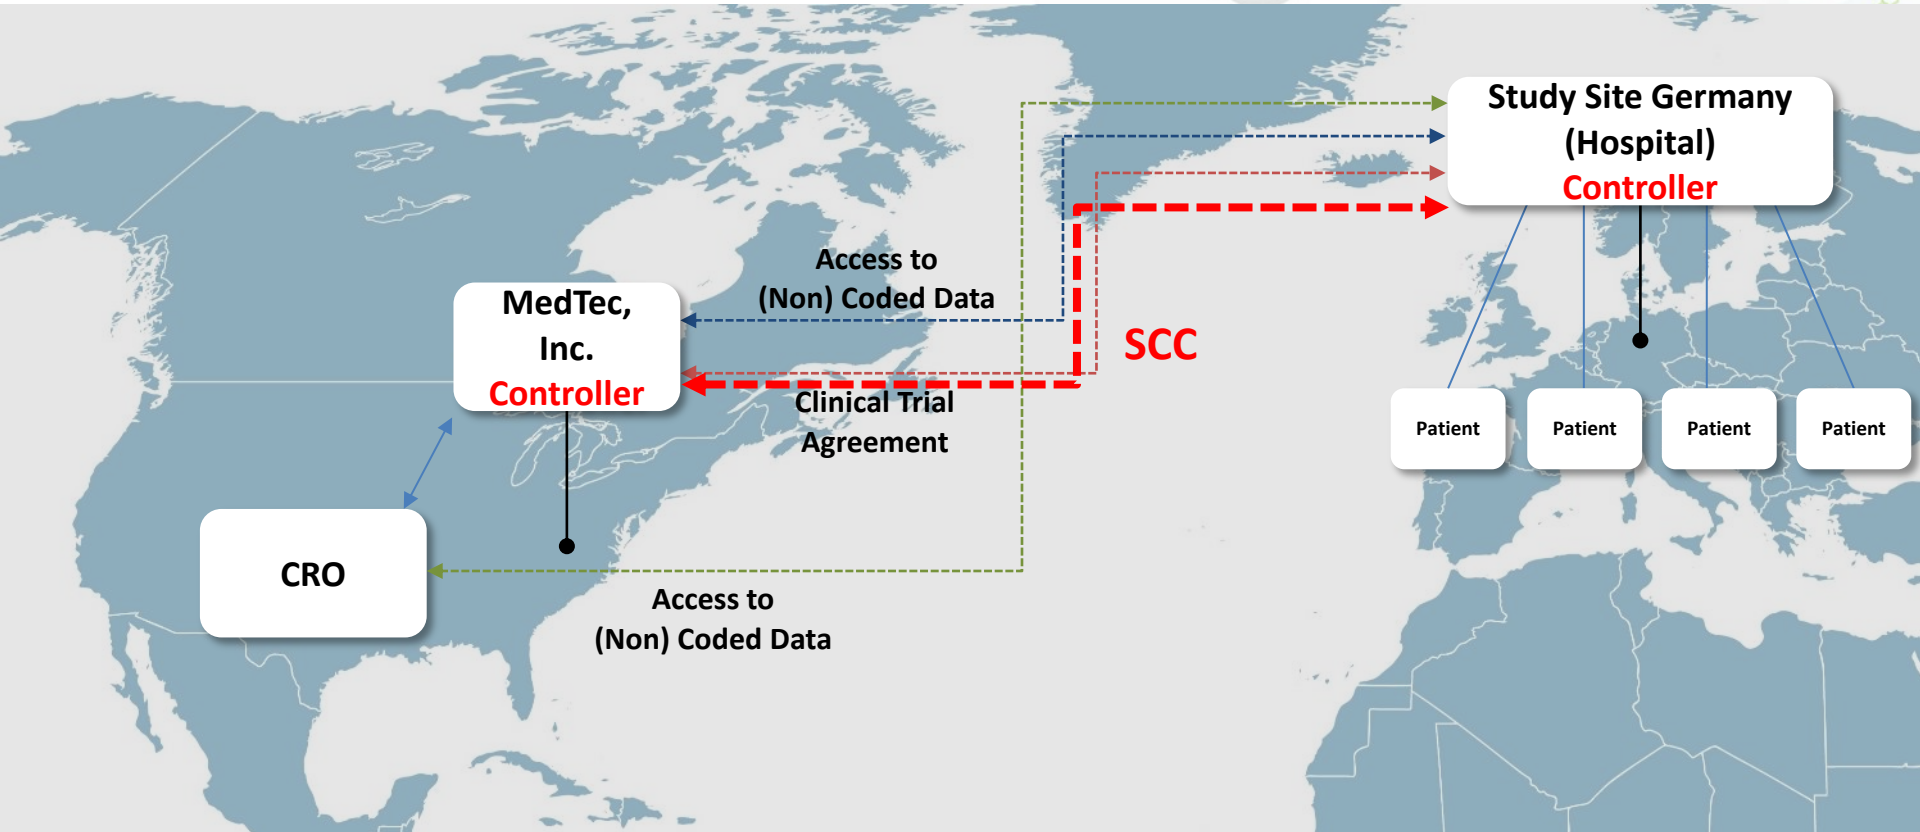 Study Site Germany
(Hospital)
Controller
Access to
(Non) Coded Data
MedTec,
Inc.
Controller
SCC
Clinical Trial
Agreement
Patient
Patient
Patient
Patient
CRO
Access to
(Non) Coded Data